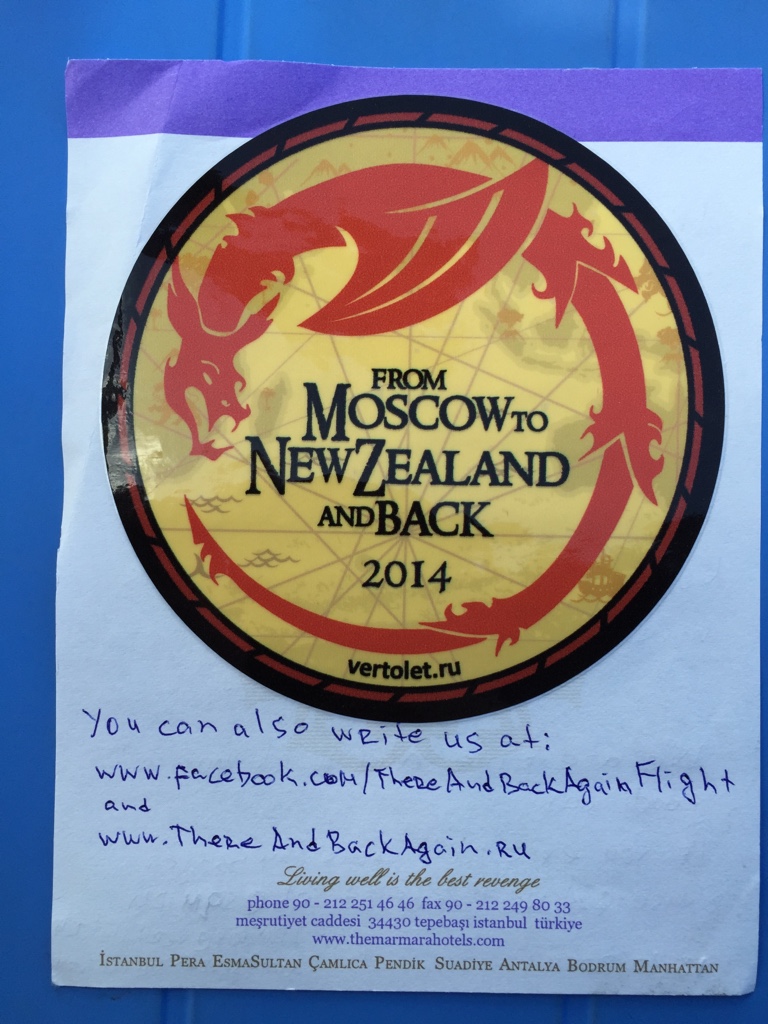 FROM
MOSCOW TO
NEW ZEALAND
AND BACK
2014
vertolet.ru
You can also write us at:
www.facebook.com/ThereAndBackAgainFlight
and
www.ThereAndBackAgain.RU
Living well is the best revenge
phone 90 - 212 251 46 46 fax 90 - 212 249 80 33
meşrutiyet caddesi 34430 tepebaşı istanbul türkiye
www.themarmarahotels.com
İSTANBUL PERA ESMASULTAN ÇAMLICA PENDİK SUADİYE ANTALYA BODRUM MANHATTAN